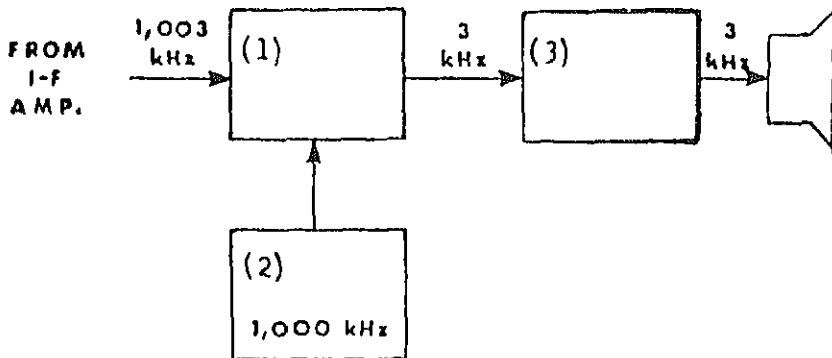 FROM
I-F
AMP.
1,003
kHz
(1)
3
kHz
(3)
3
kHz
(2)
1,000 kHz